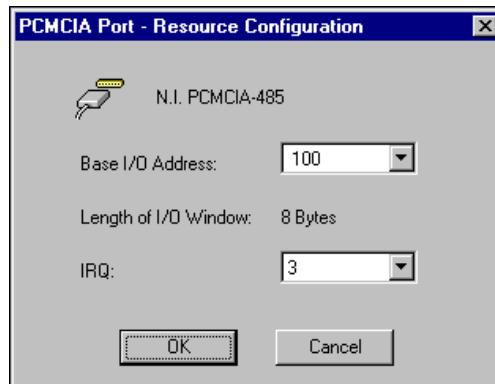 PCMCIA Port - Resource Configuration
N.I. PCMCIA-485
Base I/O Address: 100
Length of I/O Window: 8 Bytes
IRQ: 3
OK Cancel